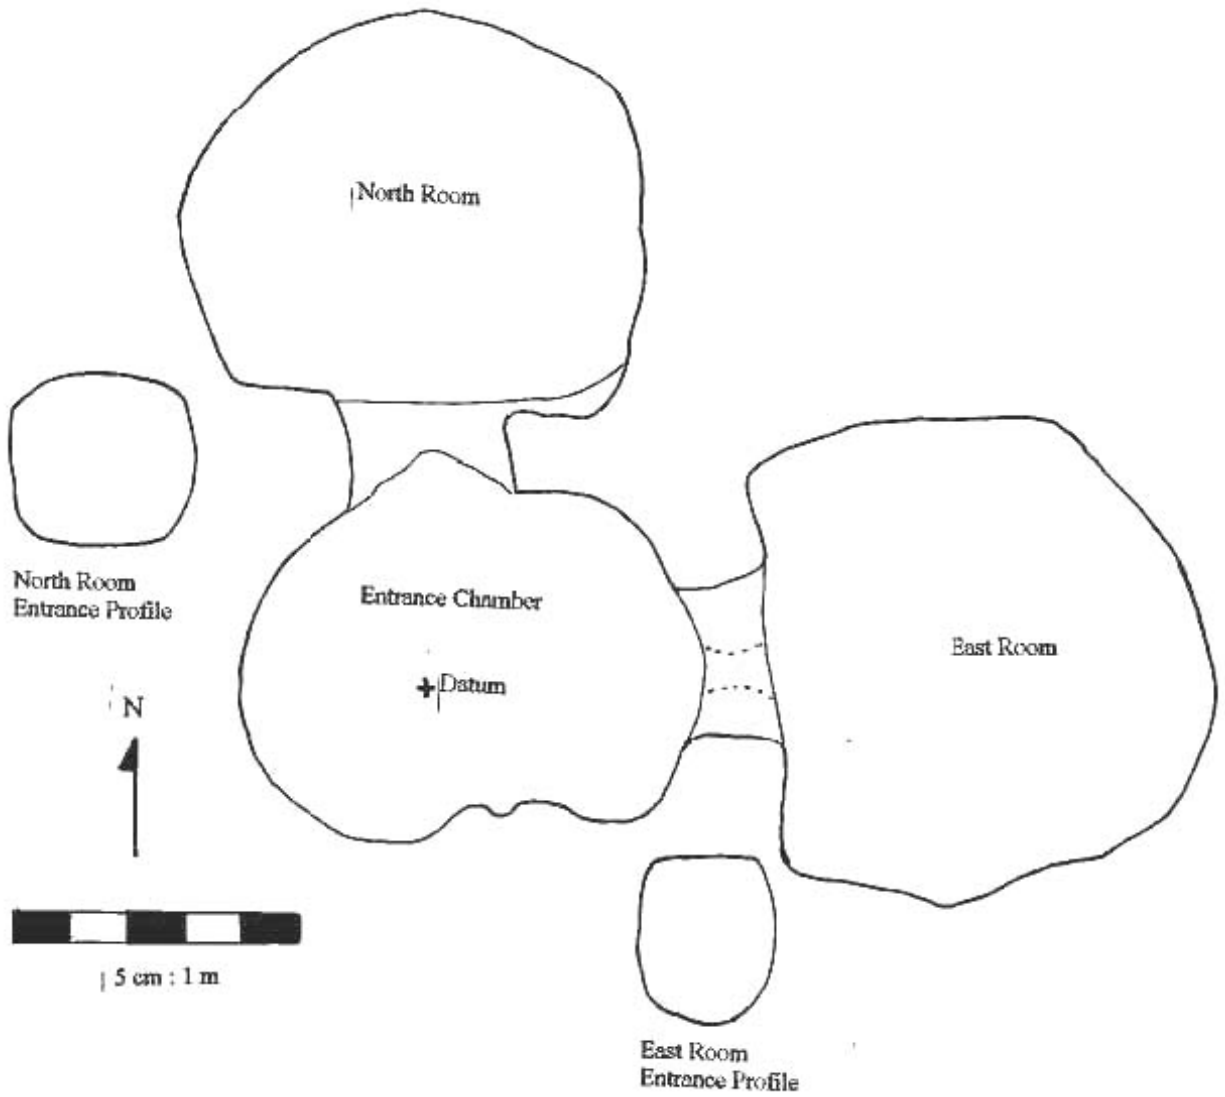 North Room
North Room
Entrance Profile
Entrance Chamber
East Room
Datum
N
5 cm : 1 m
East Room
Entrance Profile